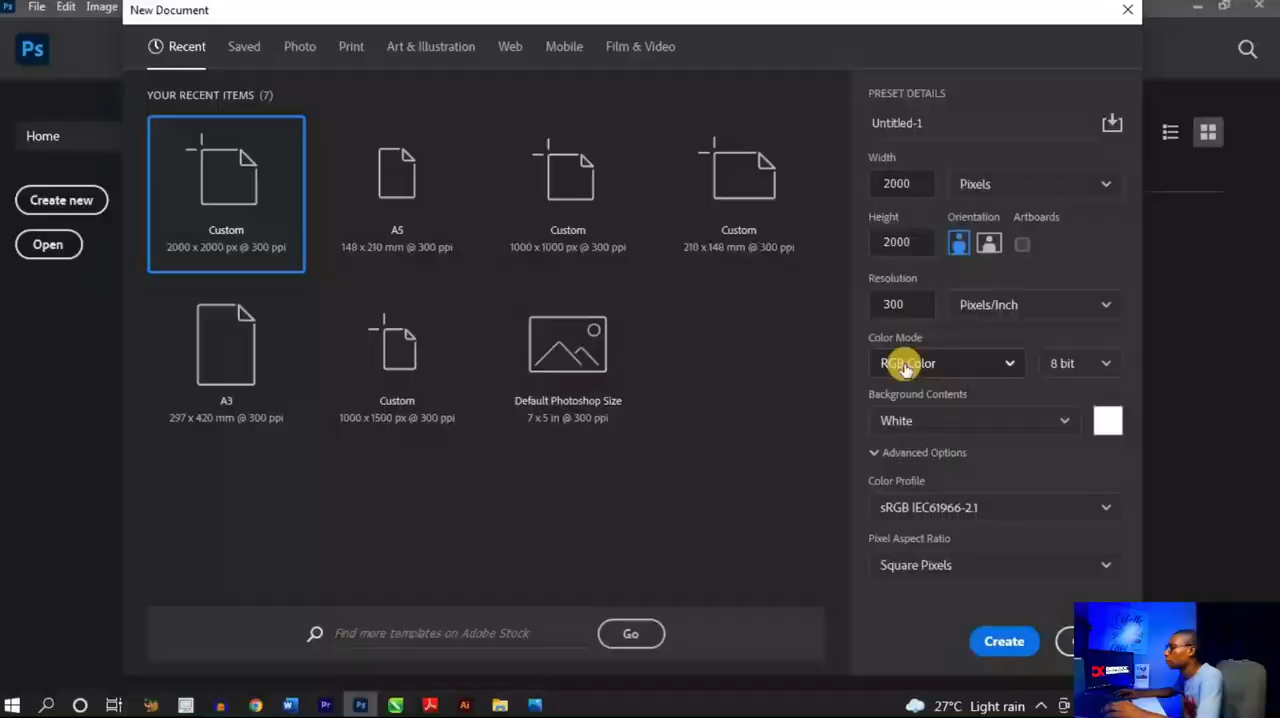 Ps File Edit Image
New Document
Ps
Recent Saved Photo Print Art & Illustration Web Mobile Film & Video
YOUR RECENT ITEMS (7)
Custom
2000 x 2000 px @ 300 ppi
A5
148 x 210 mm @ 300 ppi
Custom
1000 x 1000 px @ 300 ppi
Custom
210 x 148 mm @ 300 ppi
A3
297 x 420 mm @ 300 ppi
Custom
1000 x 1500 px @ 300 ppi
Default Photoshop Size
7 x 5 in @ 300 ppi
Home
Create new
Open
PRESET DETAILS
Untitled-1
Width
2000 Pixels
Height Orientation Artboards
2000
Resolution
300 Pixels/Inch
Color Mode
RGB Color 8 bit
Background Contents
White
Advanced Options
Color Profile
sRGB IEC61966-2.1
Pixel Aspect Ratio
Square Pixels
Find more templates on Adobe Stock Go
Create
Pr Ps Ai
27°C Light rain